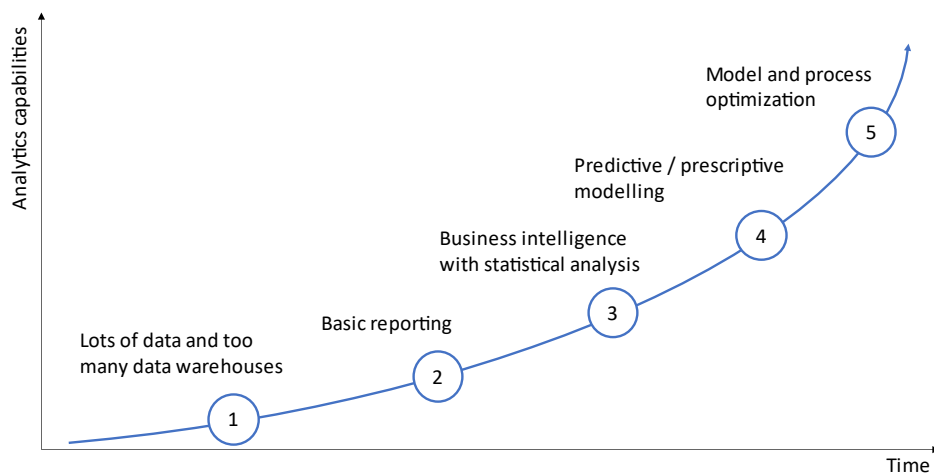 Analytics capabilities
Model and process
optimization
5
Predictive / prescriptive
modelling
4
Business intelligence
with statistical analysis
3
Basic reporting
2
Lots of data and too
many data warehouses
1
Time